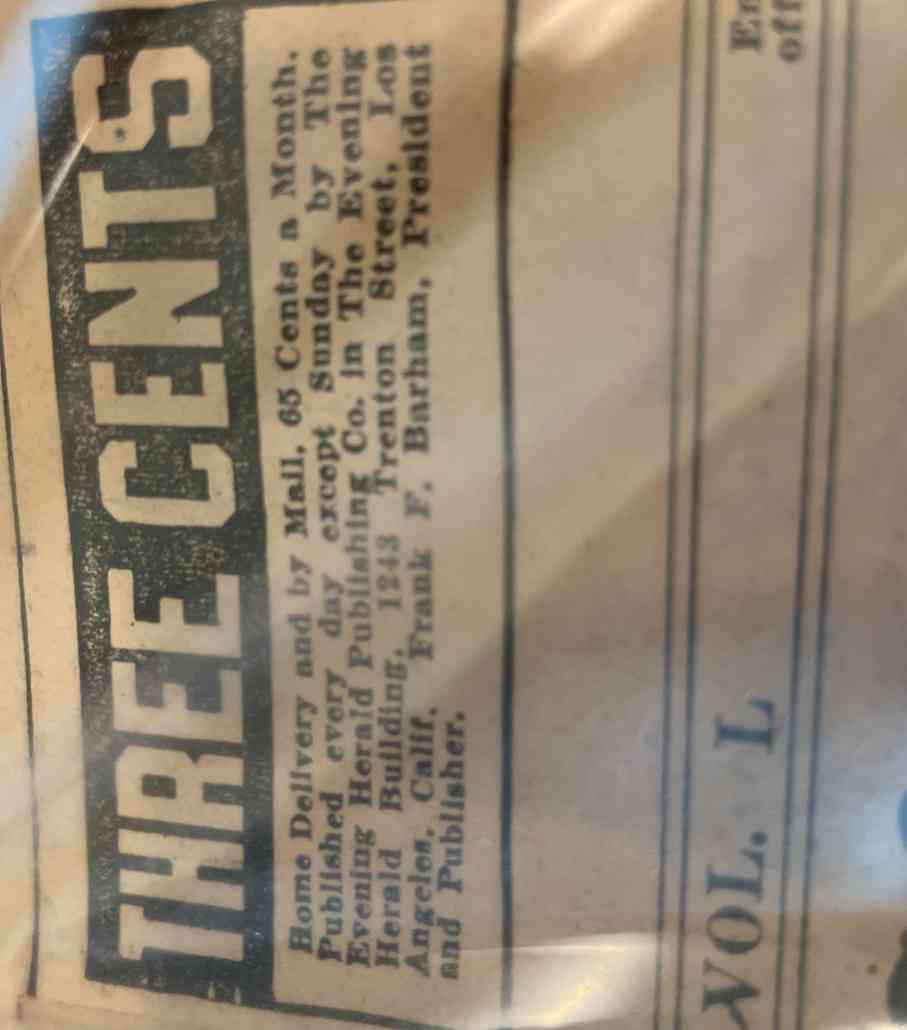 THREE CENTS
Home Delivery and by Mail, 65 Cents a Month.
Published every day except Sunday by The
Evening Herald Publishing Co. in The Evening
Herald Building, 1243 Trenton Street, Los
Angeles, Calif. Frank F. Barham, President
and Publisher.
VOL. L